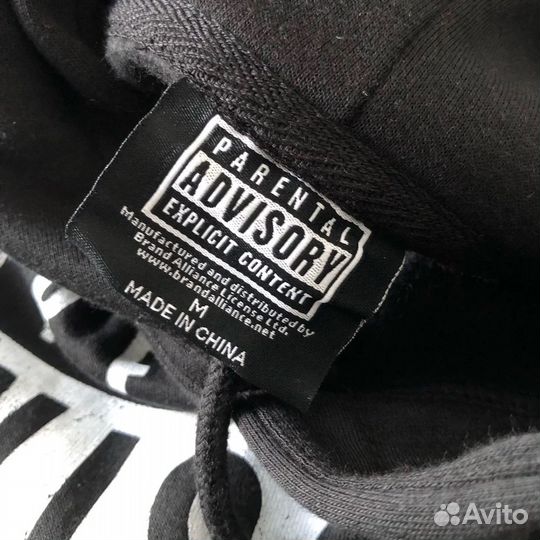 PARENTAL
ADVISORY
EXPLICIT CONTENT
Manufactured and distributed by
Brand Alliance License Ltd.
www.brandalliance.net
M
MADE IN CHINA
Avito